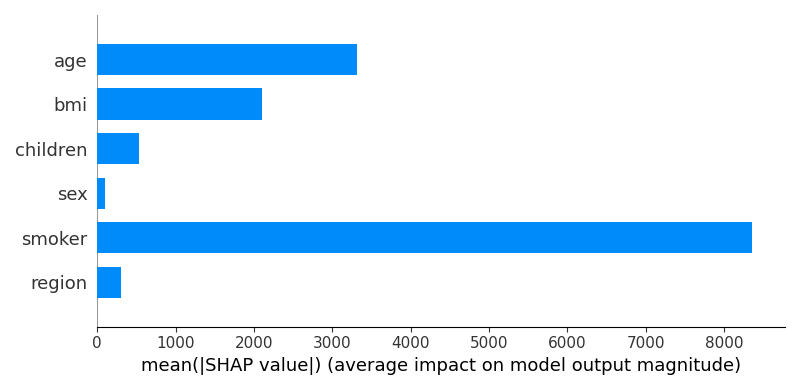 age
bmi
children
sex
smoker
region
0 1000 2000 3000 4000 5000 6000 7000 8000
mean(|SHAP value|) (average impact on model output magnitude)